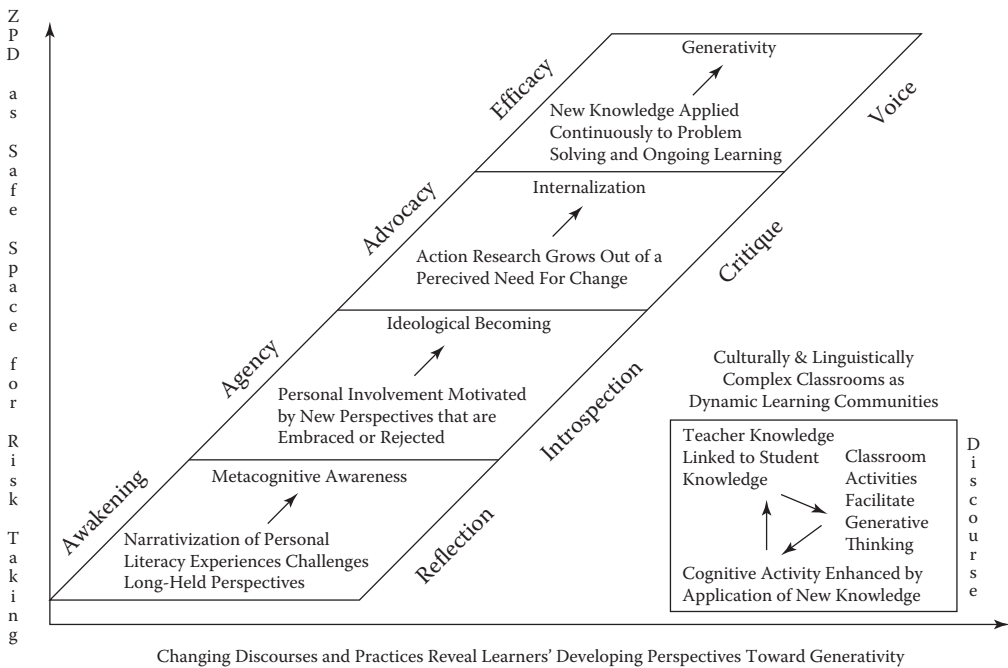 ZPD as Safe Space for Risk Taking
Generativity
Efficacy
New Knowledge Applied
Continuously to Problem
Solving and Ongoing Learning
Voice
Internalization
Advocacy
Action Research Grows Out of a
Perecived Need For Change
Critique
Ideological Becoming
Agency
Personal Involvement Motivated
by New Perspectives that are
Embraced or Rejected
Introspection
Metacognitive Awareness
Awakening
Narrativization of Personal
Literacy Experiences Challenges
Long-Held Perspectives
Reflection
Culturally & Linguistically
Complex Classrooms as
Dynamic Learning Communities
Teacher Knowledge
Linked to Student
Knowledge
Classroom
Activities
Facilitate
Generative
Thinking
Cognitive Activity Enhanced by
Application of New Knowledge
Discourse
Changing Discourses and Practices Reveal Learners’ Developing Perspectives Toward Generativity